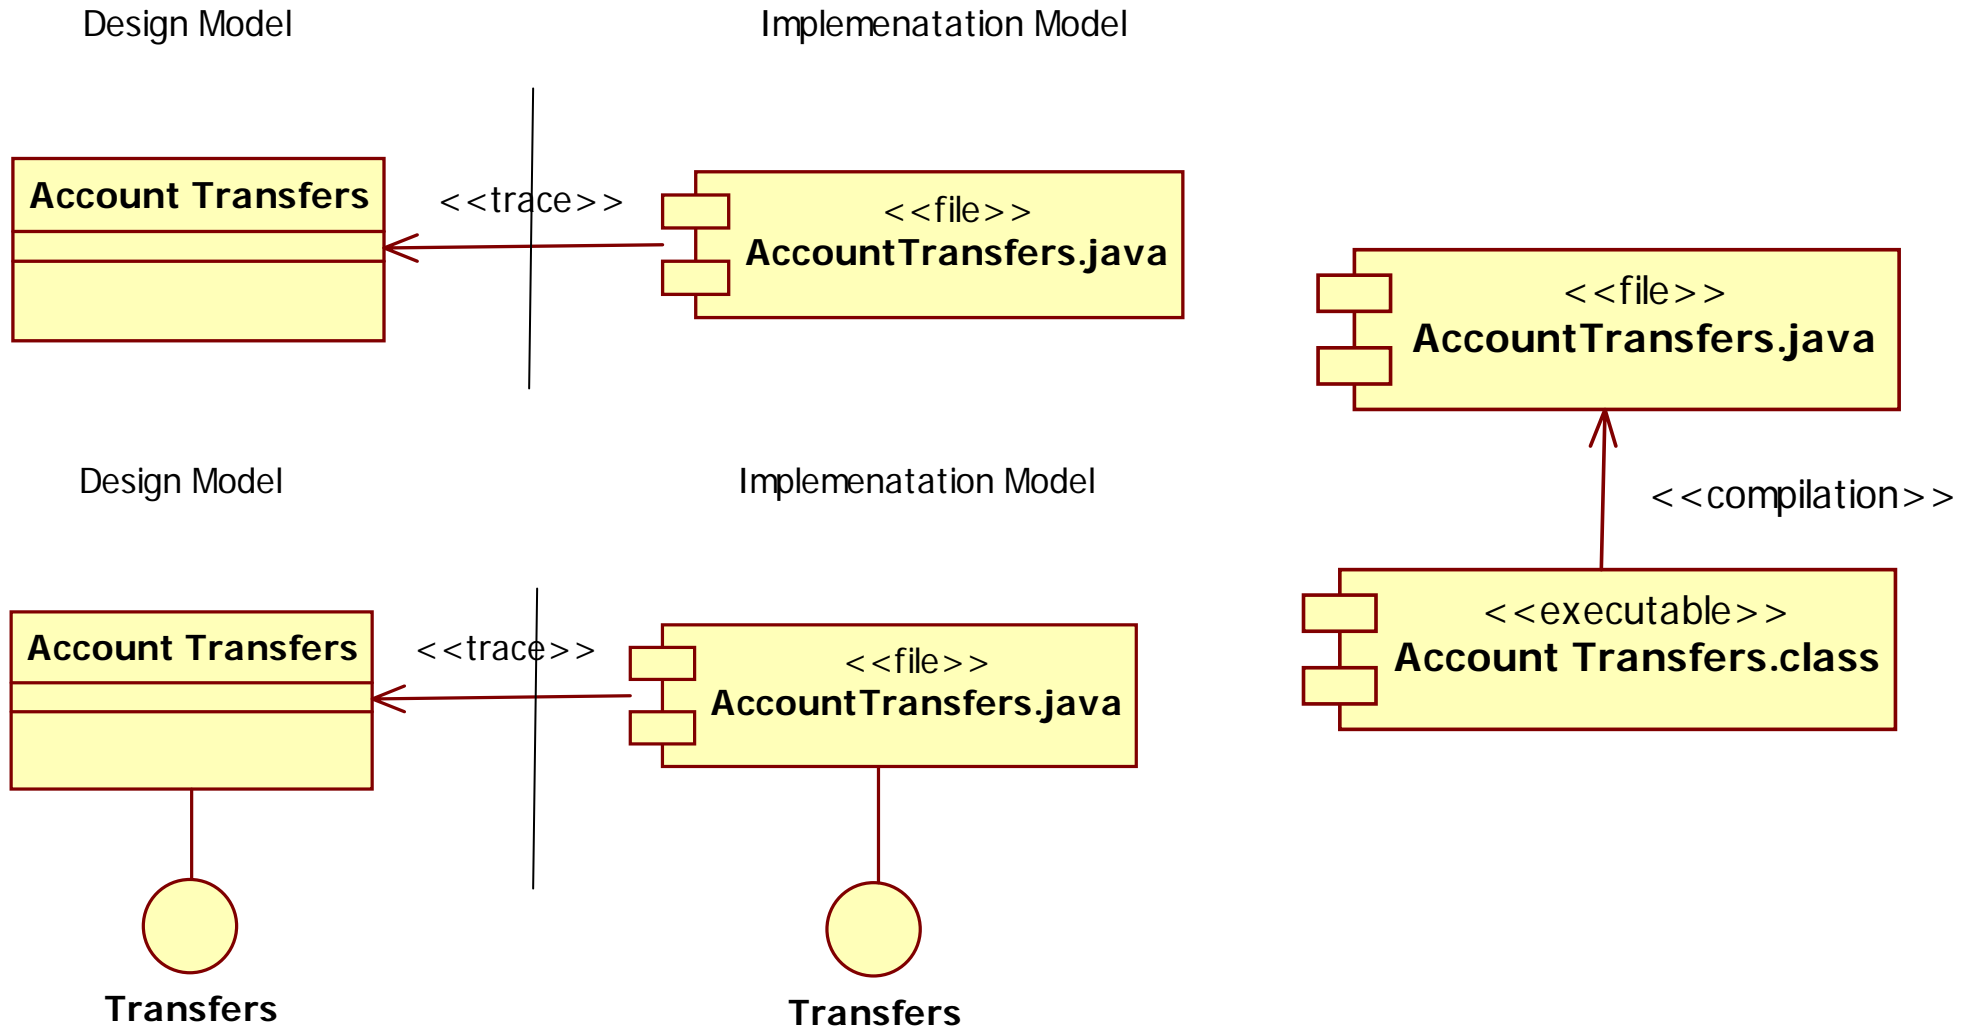 Design Model
Implemenatation Model
Account Transfers
<<trace>>
<<file>>
AccountTransfers.java
<<file>>
AccountTransfers.java
<<compilation>>
<<executable>>
Account Transfers.class
Design Model
Implemenatation Model
Account Transfers
<<trace>>
<<file>>
AccountTransfers.java
Transfers
Transfers